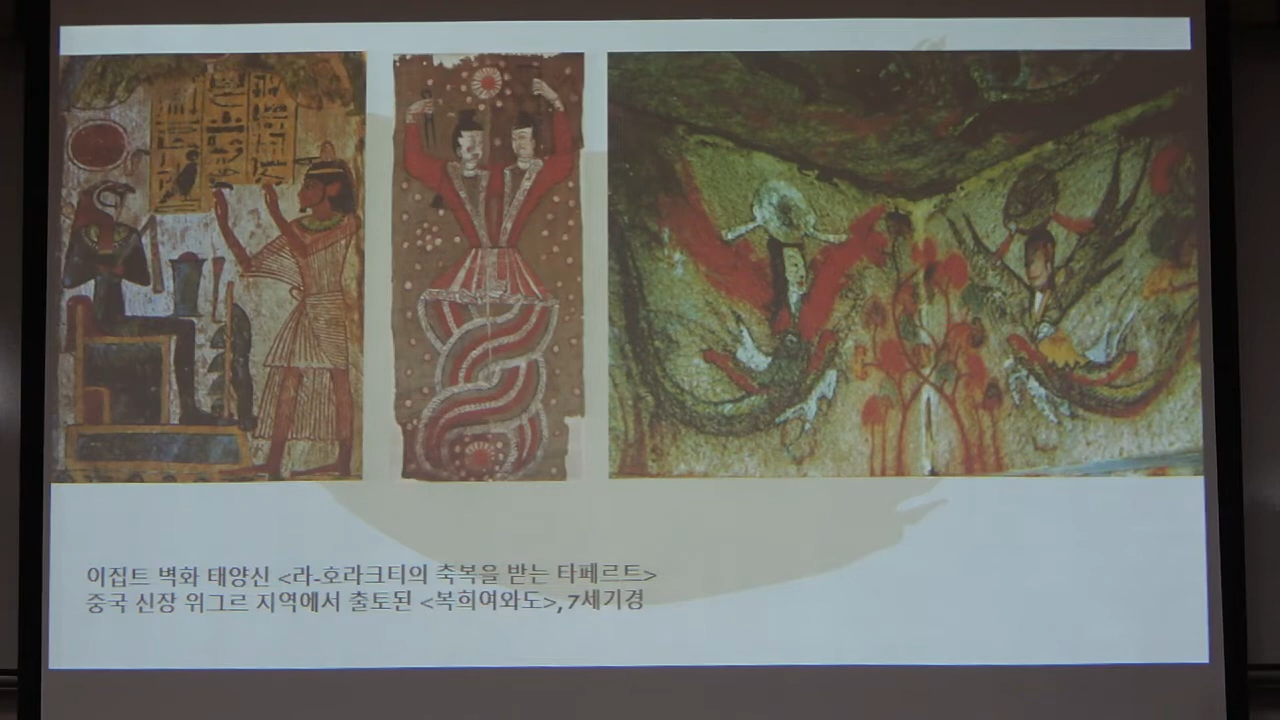 이집트 벽화 태양신 <라-호라크티의 축복을 받는 타페르트>
중국 신장 위그르 지역에서 출토된 <복희여와도>, 7세기경